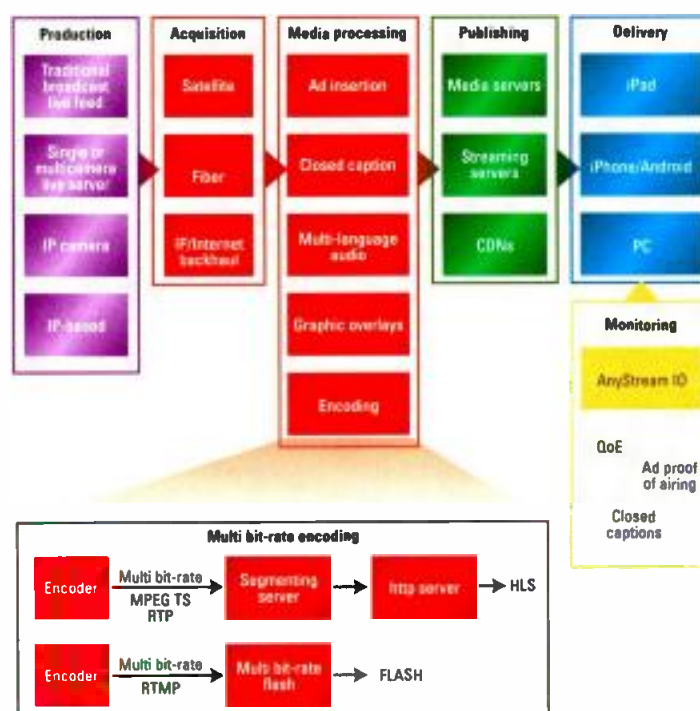 Production
Traditional
broadcast
live feed
Single or
multicamera
live server
IP camera
IP-based
Acquisition
Satellite
Fiber
IF/Internet
backhaul
Media processing
Ad insertion
Closed caption
Multi-language
audio
Graphic overlays
Encoding
Publishing
Media servers
Streaming
servers
CDNs
Delivery
iPad
iPhone/Android
PC
Monitoring
AnyStream IQ
QoE
Ad proof
of airing
Closed
captions
Multi bit-rate encoding
Encoder
Multi bit-rate
MPEG TS
RTP
Segmenting
server
http server
HLS
Encoder
Multi bit-rate
RTMP
Multi bit-rate
flash
FLASH